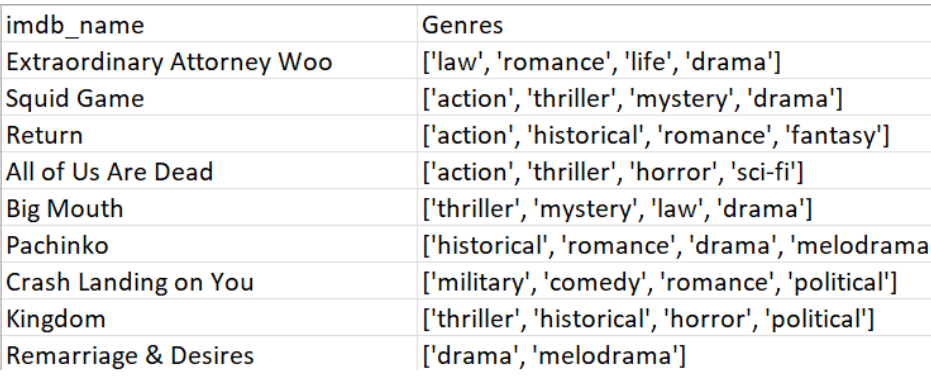 imdb_name Genres
Extraordinary Attorney Woo ['law', 'romance', 'life', 'drama']
Squid Game ['action', 'thriller', 'mystery', 'drama']
Return ['action', 'historical', 'romance', 'fantasy']
All of Us Are Dead ['action', 'thriller', 'horror', 'sci-fi']
Big Mouth ['thriller', 'mystery', 'law', 'drama']
Pachinko ['historical', 'romance', 'drama', 'melodrama
Crash Landing on You ['military', 'comedy', 'romance', 'political']
Kingdom ['thriller', 'historical', 'horror', 'political']
Remarriage & Desires ['drama', 'melodrama']